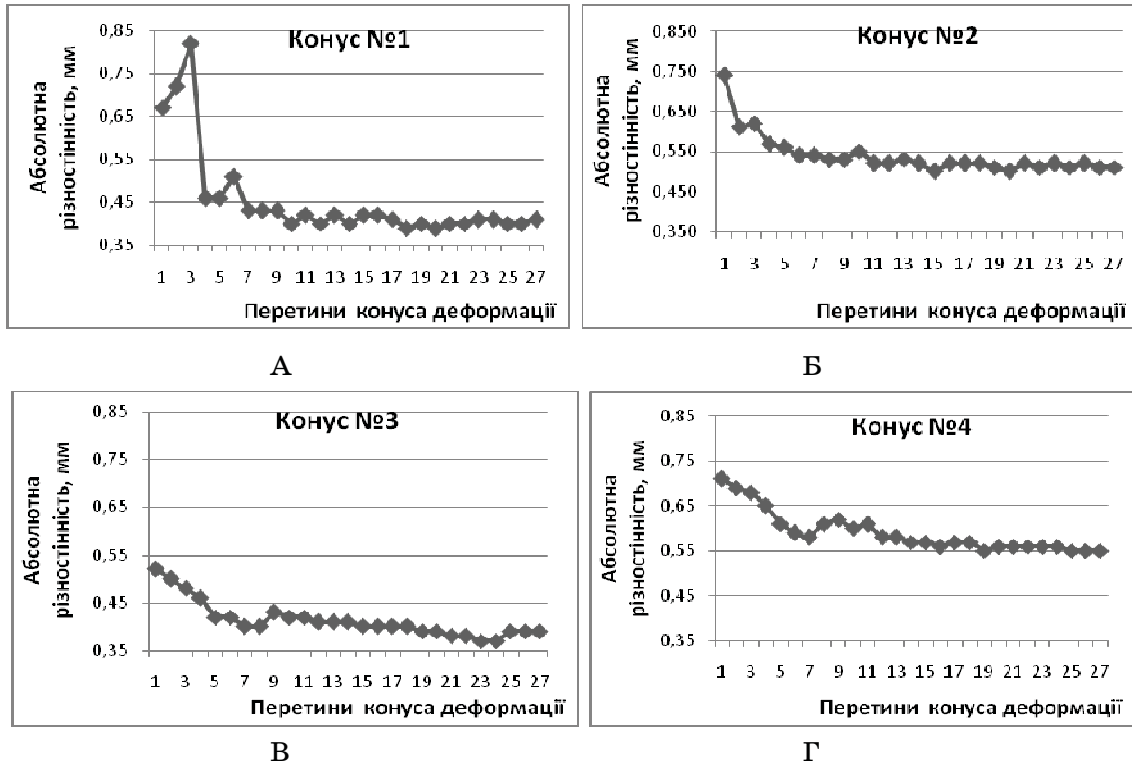 Конус №1
Абсолютна
різностінність, мм
0,85
0,75
0,65
0,55
0,45
0,35
1 3 5 7 9 11 13 15 17 19 21 23 25 27
Перетини конуса деформації
А
Конус №2
Абсолютна
різностінність, мм
0,850
0,750
0,650
0,550
0,450
0,350
1 3 5 7 9 11 13 15 17 19 21 23 25 27
Перетини конуса деформації
Б
Конус №3
Абсолютна
різностінність, мм
0,85
0,75
0,65
0,55
0,45
0,35
1 3 5 7 9 11 13 15 17 19 21 23 25 27
Перетини конуса деформації
В
Конус №4
Абсолютна
різностінність, мм
0,85
0,75
0,65
0,55
0,45
0,35
1 3 5 7 9 11 13 15 17 19 21 23 25 27
Перетини конуса деформації
Г